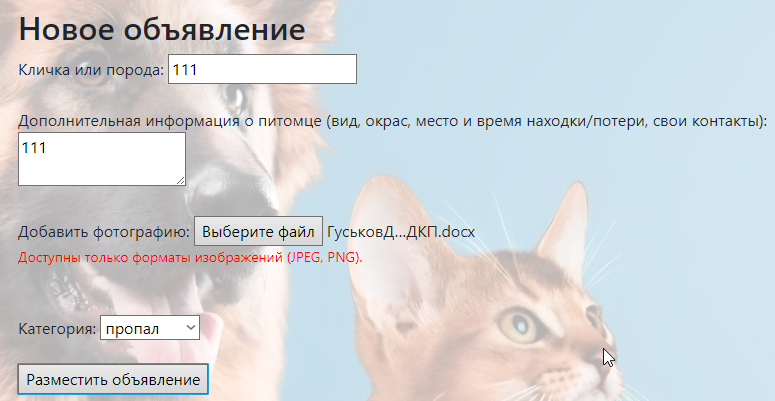 Новое объявление
Кличка или порода: 111
Дополнительная информация о питомце (вид, окрас, место и время находки/потери, свои контакты):
111
Добавить фотографию: Выберите файл ГуськовД...ДКП.docx
Доступны только форматы изображений (JPEG, PNG).
Категория: пропал
Разместить объявление